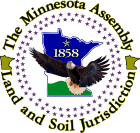 The Minnesota Assembly
1858
Land and Soil Jurisdiction